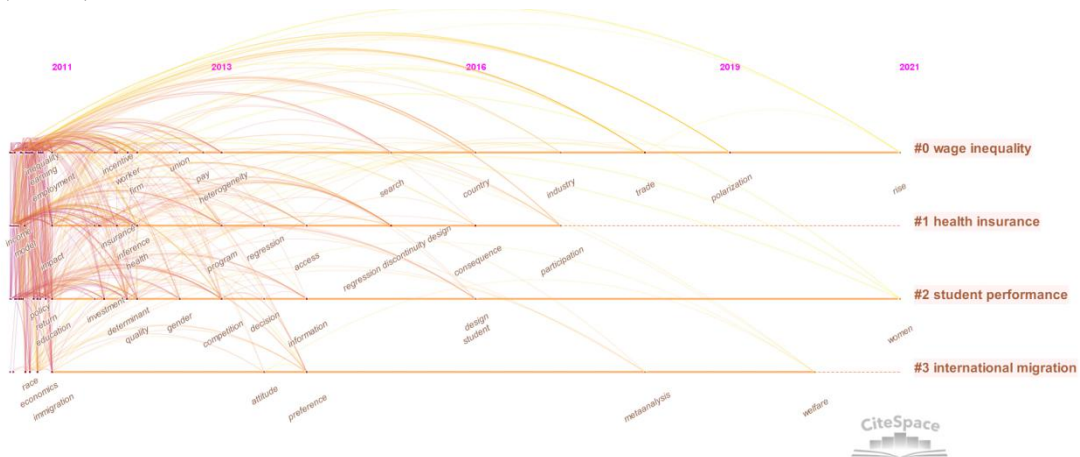 2011 2013 2016 2019 2021
#0 wage inequality
inequality
earning
employment
incentive
worker
firm
union
pay
heterogeneity
search
country
industry
trade
polarization
rise
#1 health insurance
income
model
impact
insurance
inference
health
program
regression
access
regression discontinuity design
consequence
participation
#2 student performance
policy
return
education
investment
determinant
quality
gender
competition
decision
information
design
student
women
#3 international migration
race
economics
immigration
attitude
preference
metaanalysis
welfare
CiteSpace